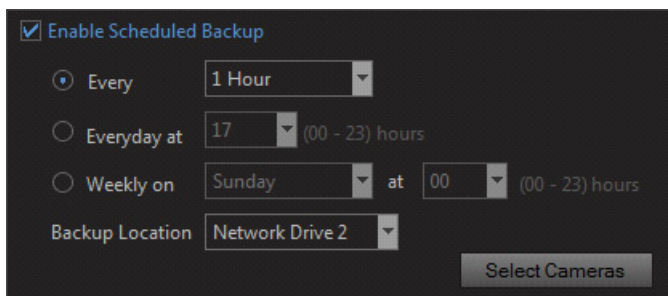 Enable Scheduled Backup
Every 1 Hour
Everyday at 17 (00 - 23) hours
Weekly on Sunday at 00 (00 - 23) hours
Backup Location Network Drive 2
Select Cameras